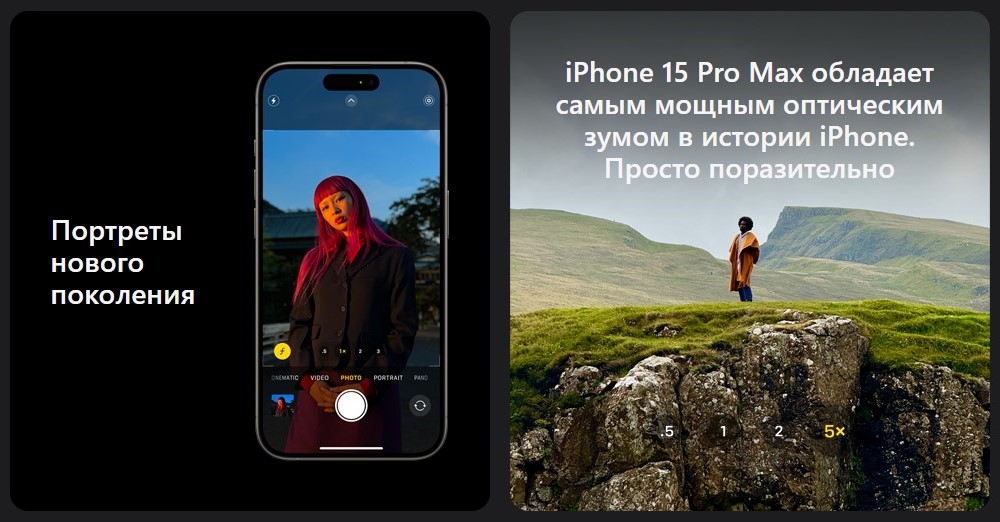 Портреты
нового
поколения
.5 1× 2 3
CINEMATIC VIDEO PHOTO PORTRAIT PANO
iPhone 15 Pro Max обладает
самым мощным оптическим
зумом в истории iPhone.
Просто поразительно
.5 1 2 5×